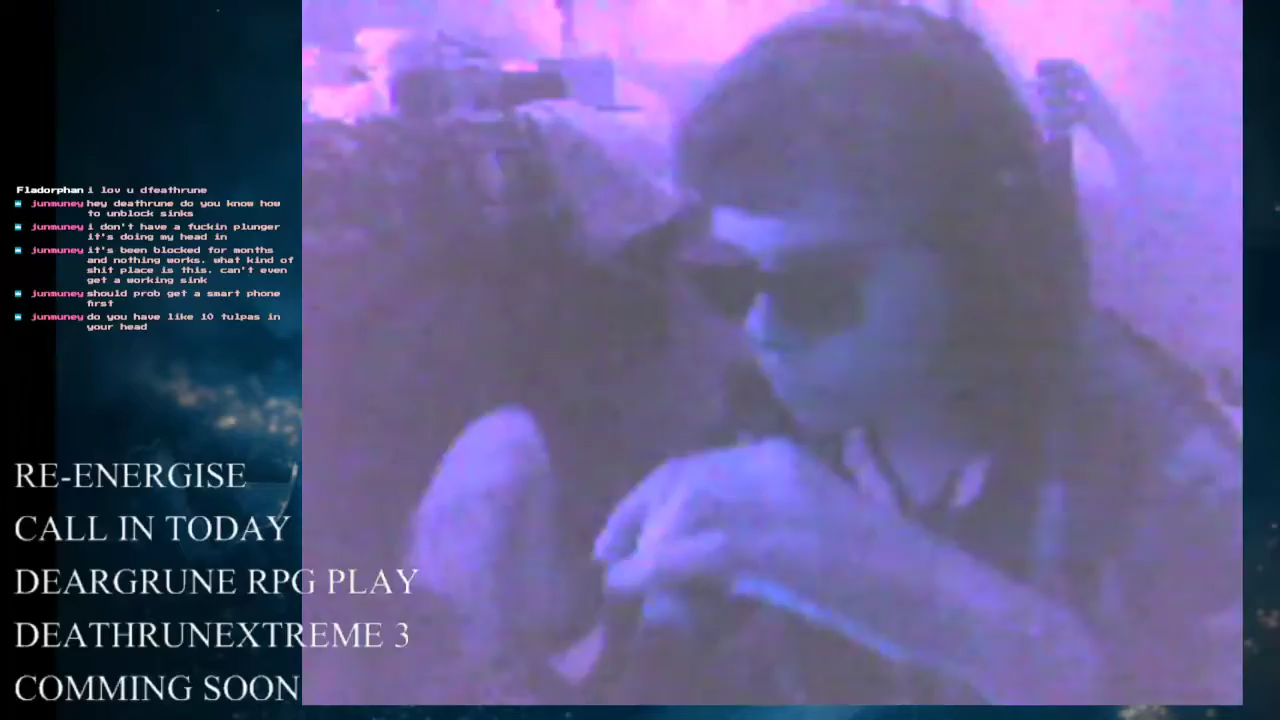 Fladorphan i lov u dfeathrune
junmuney hey deathrune do you know how
to unblock sinks
junmuney i don't have a fuckin plunger
it's doing my head in
junmuney it's been blocked for months
and nothing works. what kind of
shit place is this. can't even
get a working sink
junmuney should prob get a smart phone
first
junmuney do you have like 10 tulpas in
your head
RE-ENERGISE
CALL IN TODAY
DEARGRUNE RPG PLAY
DEATHRUNEXTREME 3
COMMING SOON